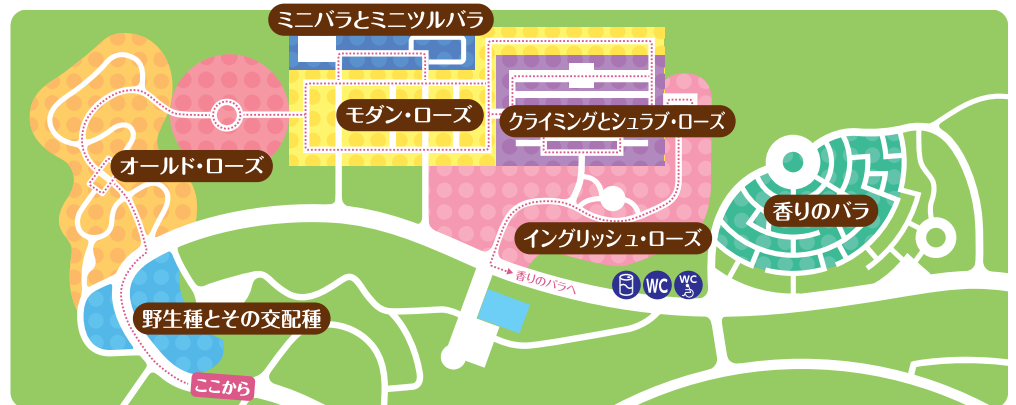 ミニバラとミニツルバラ
モダン・ローズ
クライミングとシュラブ・ローズ
オールド・ローズ
香りのバラ
イングリッシュ・ローズ
香りのバラへ
WC
WC
野生種とその交配種
ここから